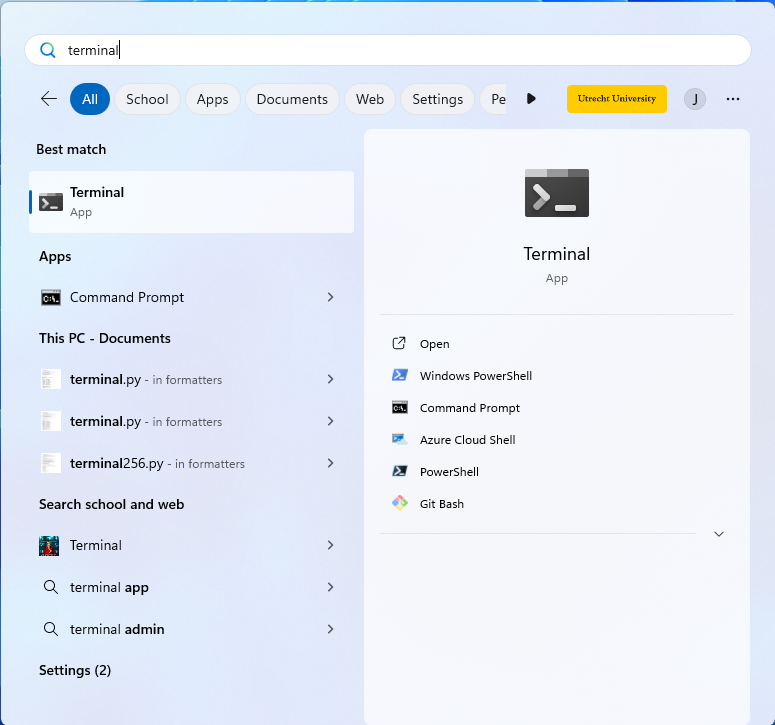 terminal
All
School
Apps
Documents
Web
Settings
Pe
Utrecht University
J
Best match
Terminal
App
Apps
Command Prompt
This PC - Documents
terminal.py - in formatters
terminal.py - in formatters
terminal256.py - in formatters
Search school and web
Terminal
terminal app
terminal admin
Settings (2)
Terminal
App
Open
Windows PowerShell
Command Prompt
Azure Cloud Shell
PowerShell
Git Bash